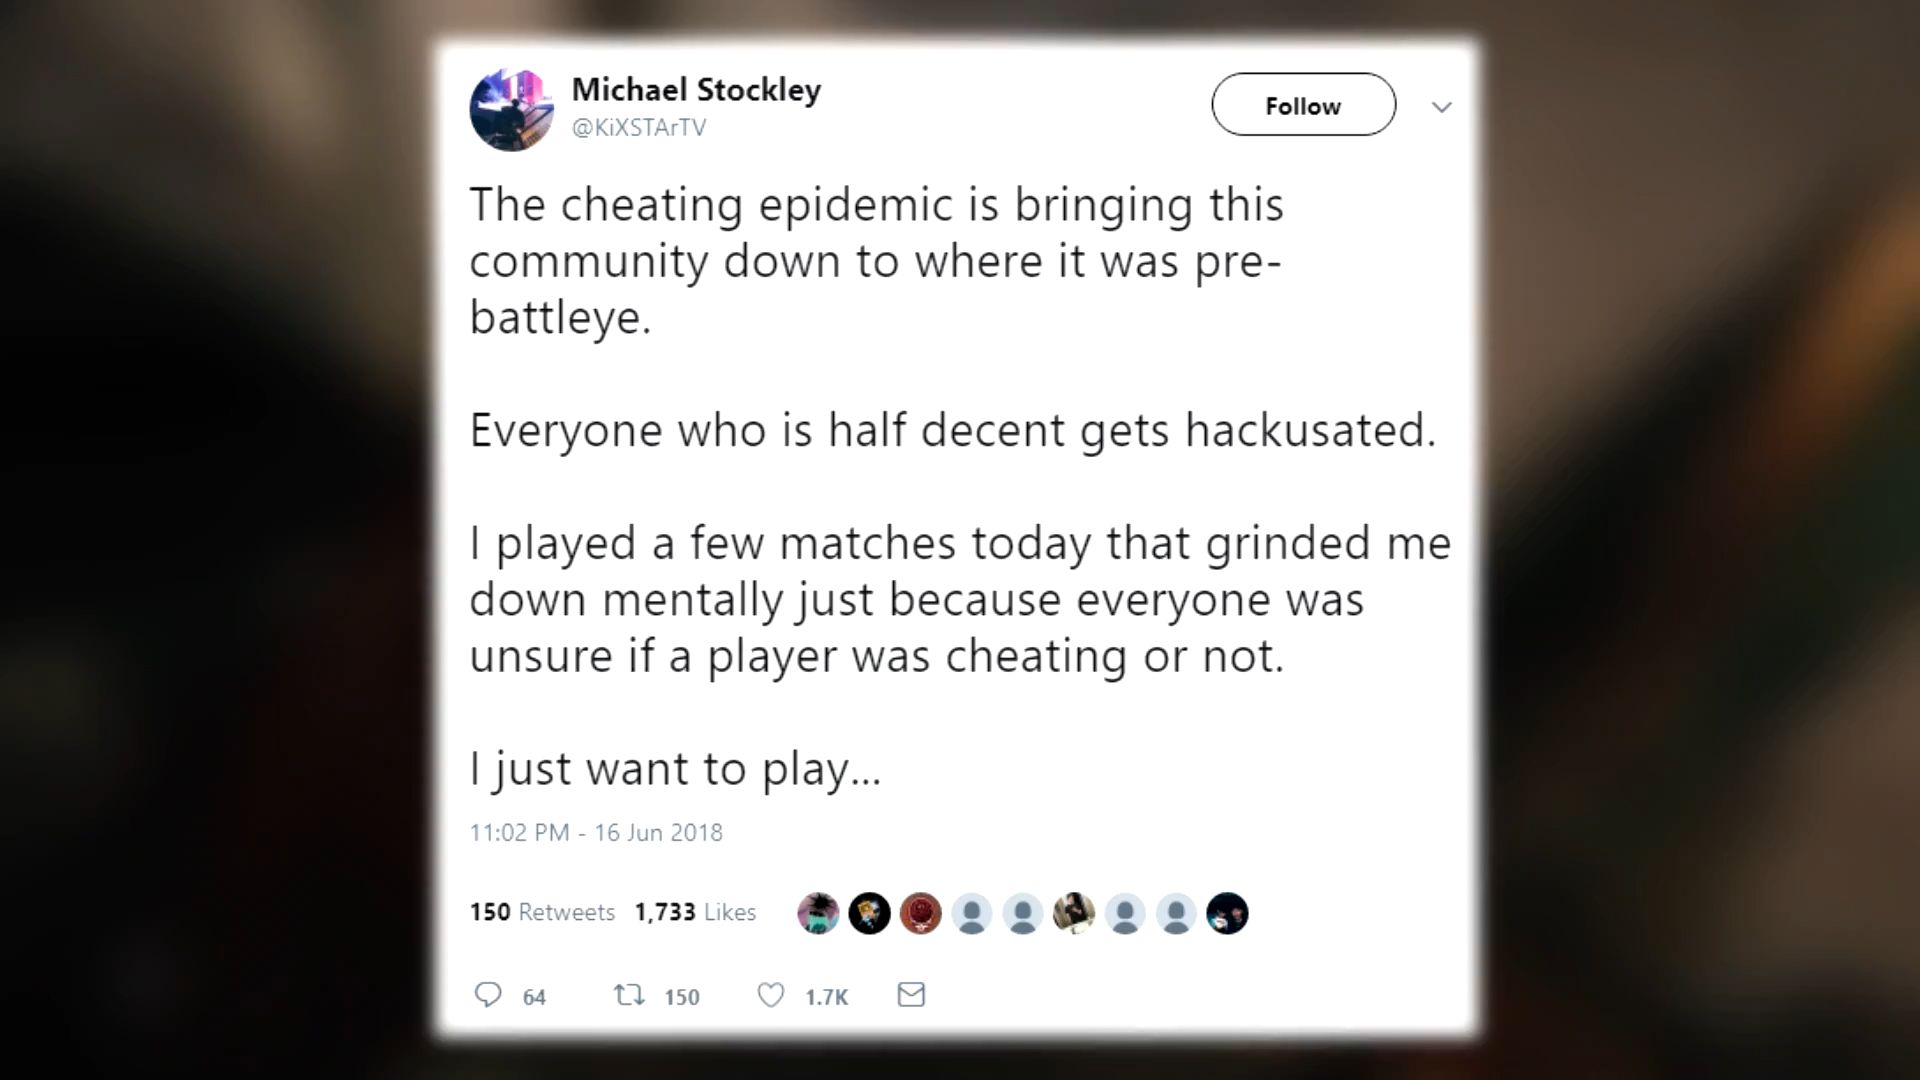 Michael Stockley
@KiXSTArTV
Follow
The cheating epidemic is bringing this
community down to where it was pre-
battleye.
Everyone who is half decent gets hackusated.
I played a few matches today that grinded me
down mentally just because everyone was
unsure if a player was cheating or not.
I just want to play...
11:02 PM - 16 Jun 2018
150 Retweets 1,733 Likes
64 150 1.7K